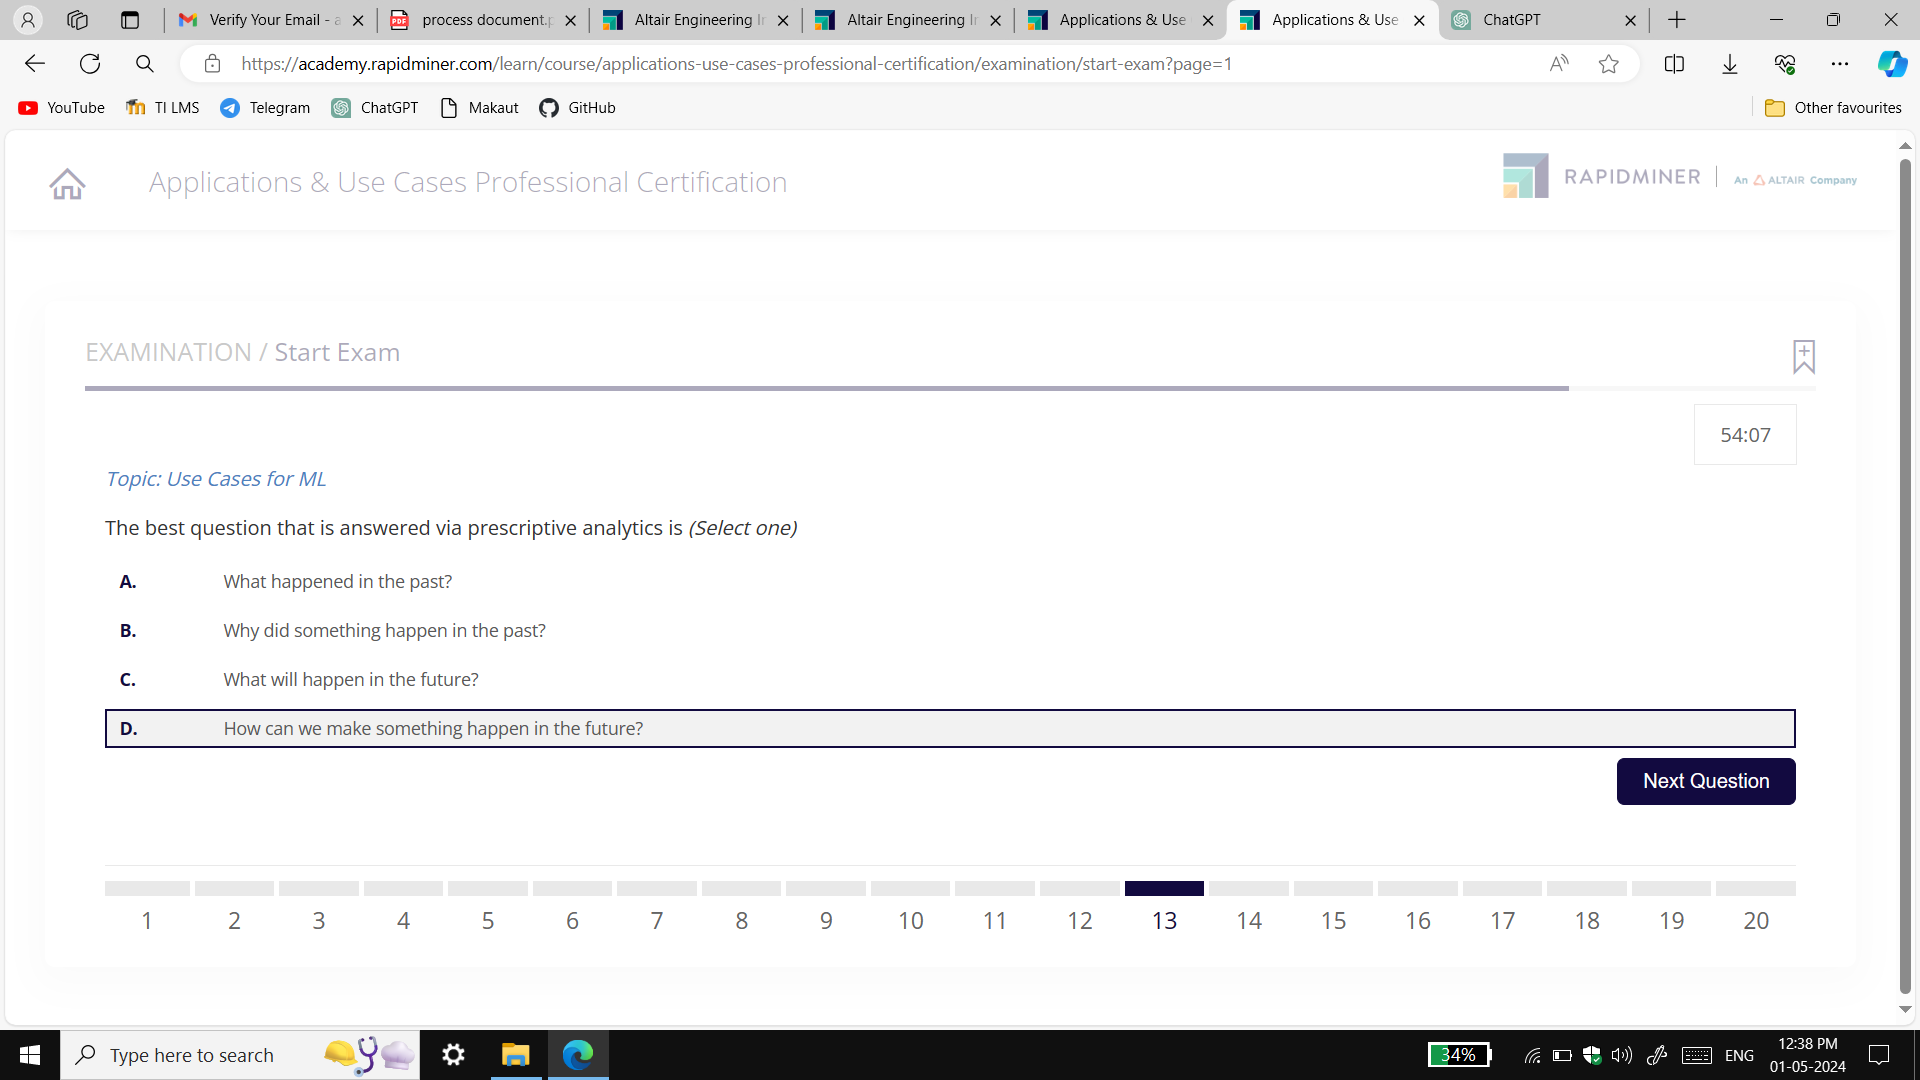 Verify Your Email - a
process document.p
Altair Engineering Ir
Altair Engineering Ir
Applications & Use
Applications & Use
ChatGPT
https://academy.rapidminer.com/learn/course/applications-use-cases-professional-certification/examination/start-exam?page=1
YouTube
TI LMS
Telegram
ChatGPT
Makaut
GitHub
Other favourites
Applications & Use Cases Professional Certification
RAPIDMINER
An ALTAIR Company
EXAMINATION / Start Exam
54:07
Topic: Use Cases for ML
The best question that is answered via prescriptive analytics is (Select one)
A. What happened in the past?
B. Why did something happen in the past?
C. What will happen in the future?
D. How can we make something happen in the future?
Next Question
1 2 3 4 5 6 7 8 9 10 11 12 13 14 15 16 17 18 19 20
Type here to search
34%
ENG
12:38 PM
01-05-2024